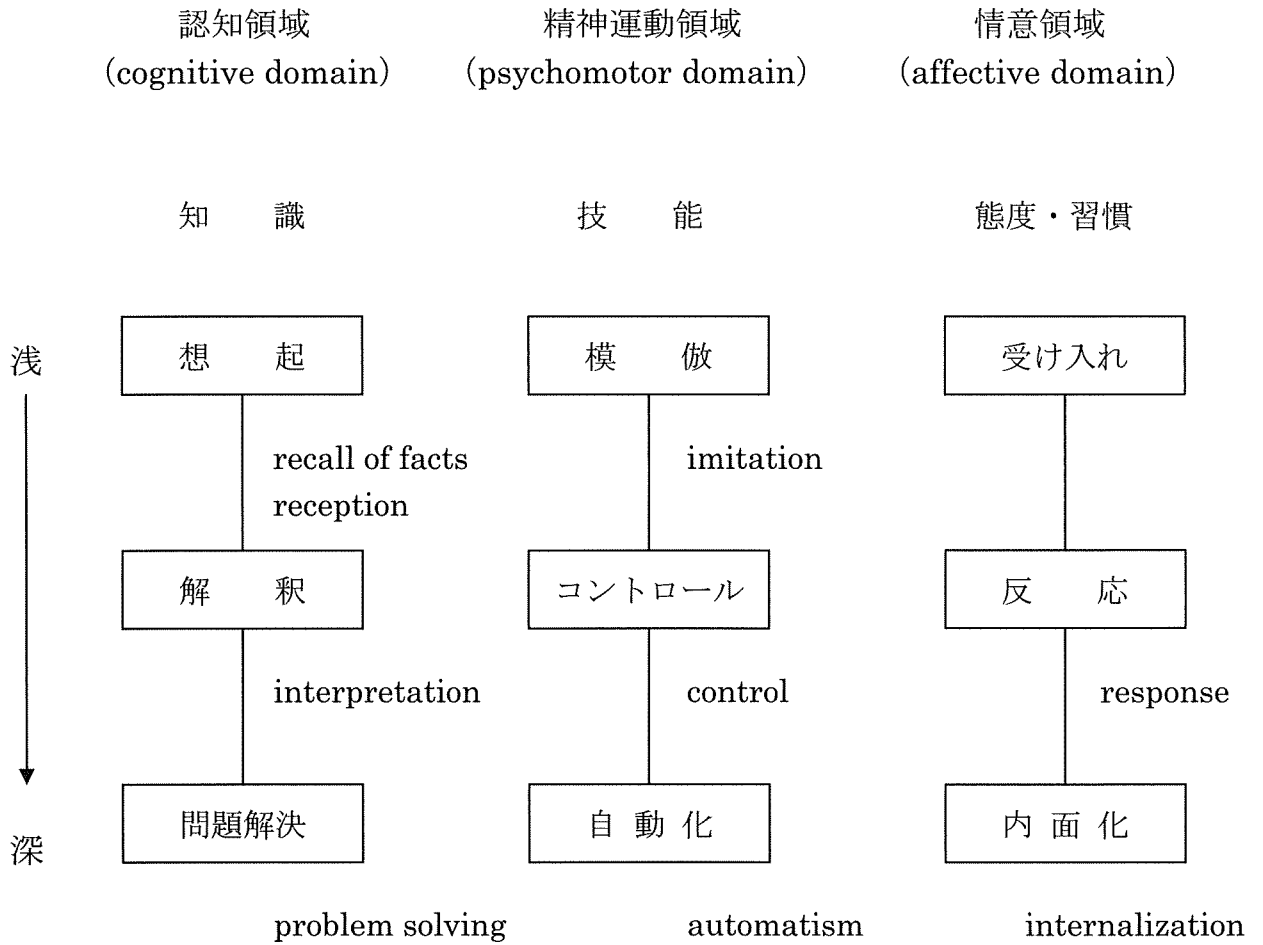 認知領域 精神運動領域 情意領域
(cognitive domain) (psychomotor domain) (affective domain)
知 識 技 能 態度・習慣
浅 想 起 模 倣 受け入れ
recall of facts imitation
reception
解 釈 コントロール 反 応
interpretation control response
深 問題解決 自 動 化 内 面 化
problem solving automatism internalization